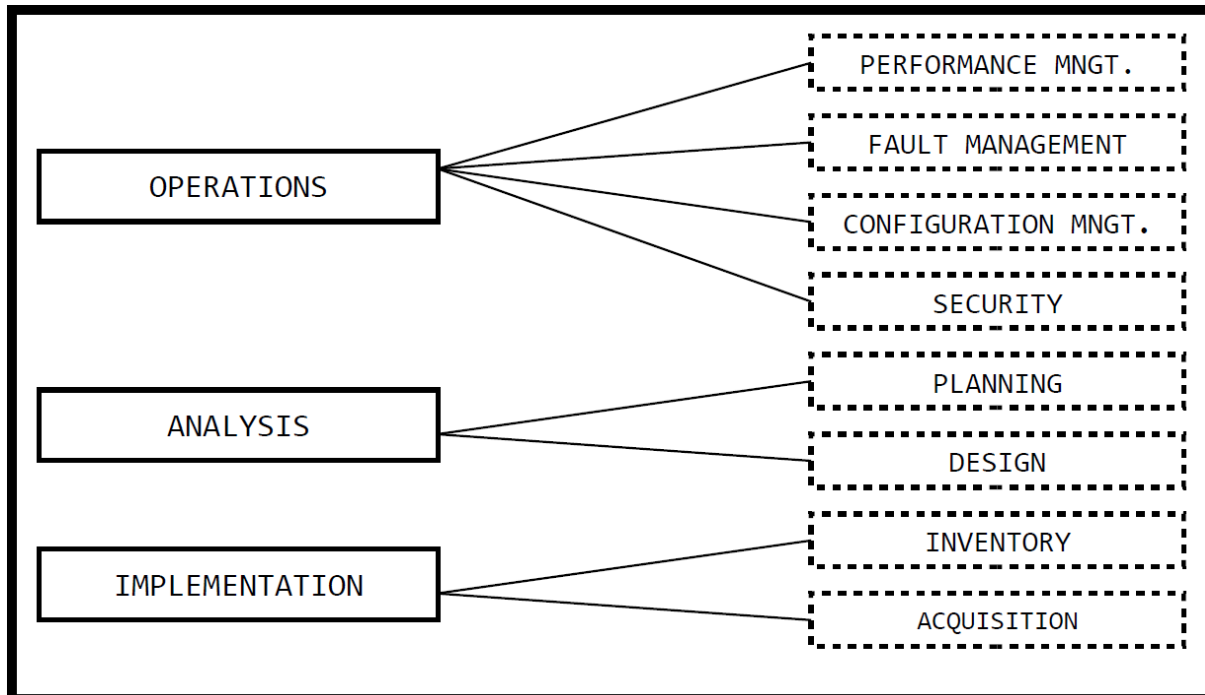 PERFORMANCE MNGT.
FAULT MANAGEMENT
OPERATIONS
CONFIGURATION MNGT.
SECURITY
PLANNING
ANALYSIS
DESIGN
INVENTORY
IMPLEMENTATION
ACQUISITION